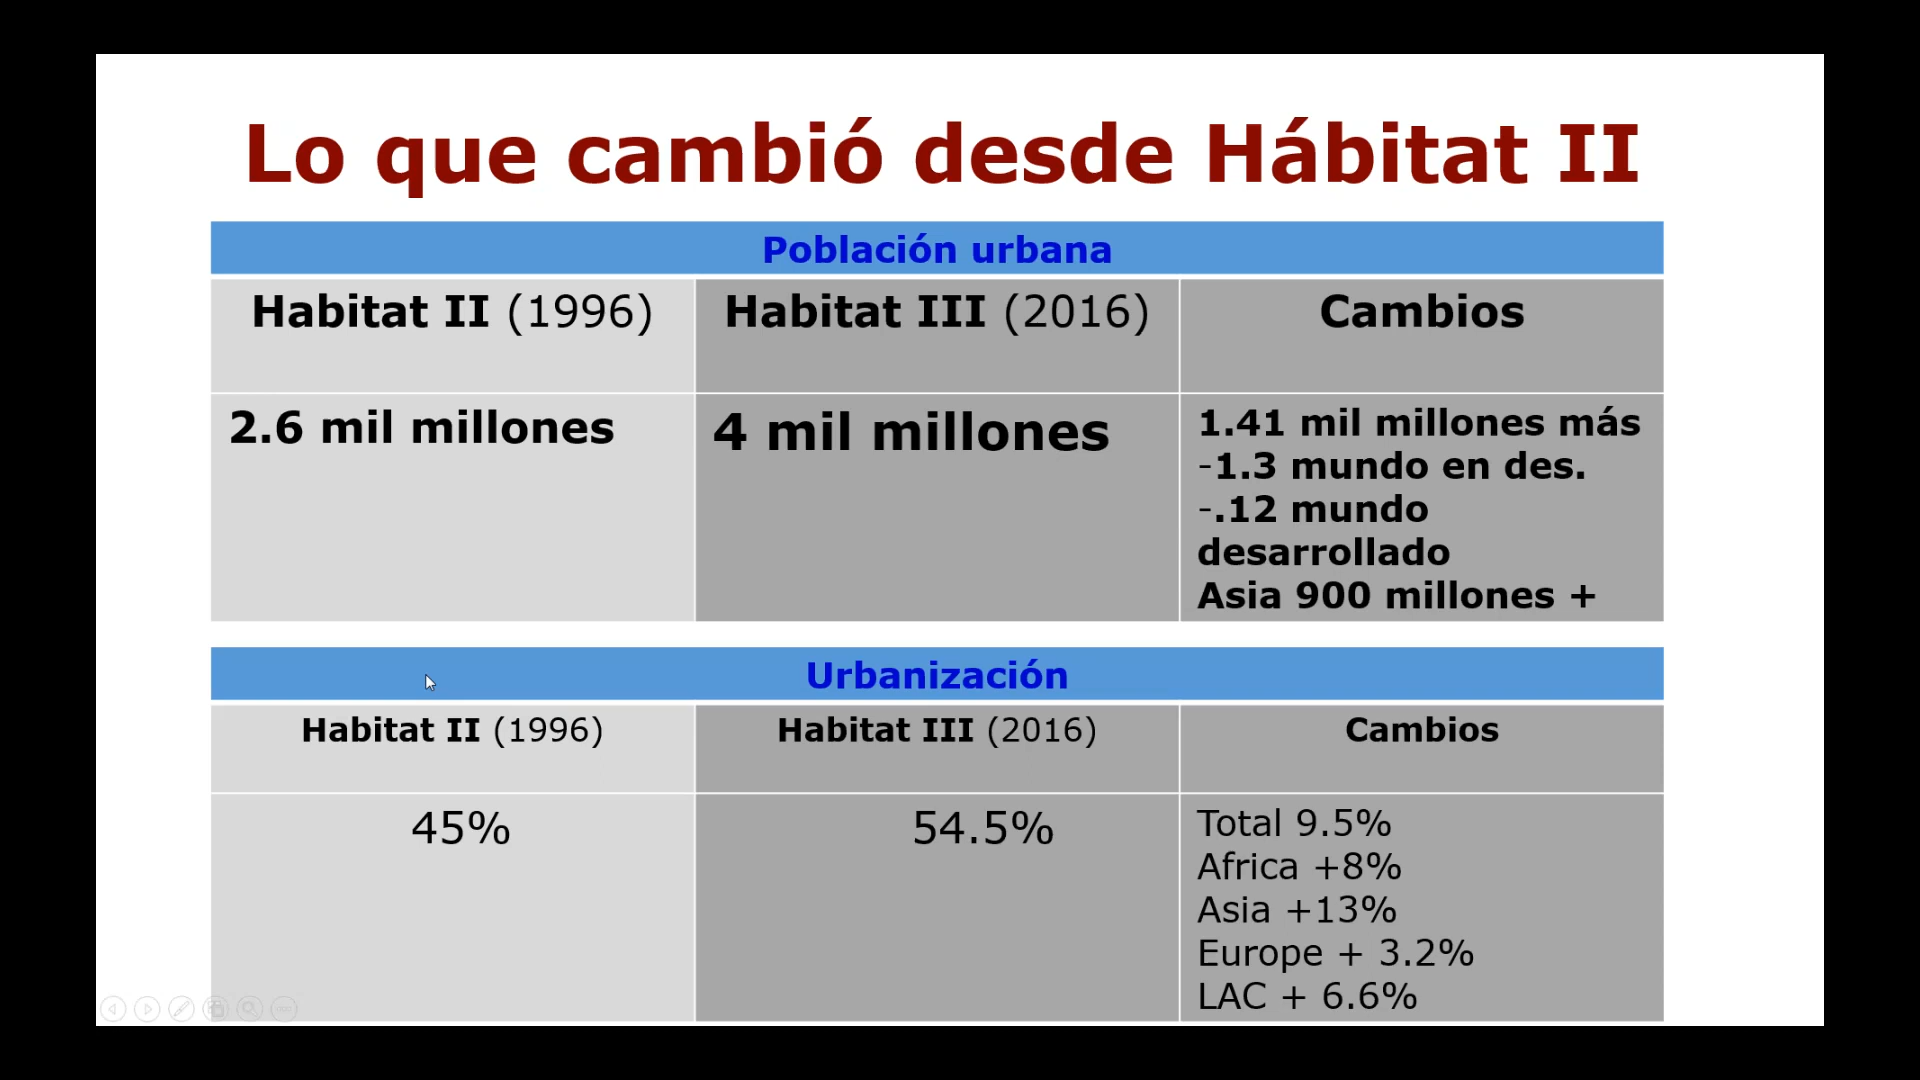 Lo que cambió desde Hábitat II
Población urbana
Habitat II (1996)
Habitat III (2016)
Cambios
2.6 mil millones
4 mil millones
1.41 mil millones más
-1.3 mundo en des.
-.12 mundo
desarrollado
Asia 900 millones +
Urbanización
Habitat II (1996)
Habitat III (2016)
Cambios
45%
54.5%
Total 9.5%
Africa +8%
Asia +13%
Europe + 3.2%
LAC + 6.6%